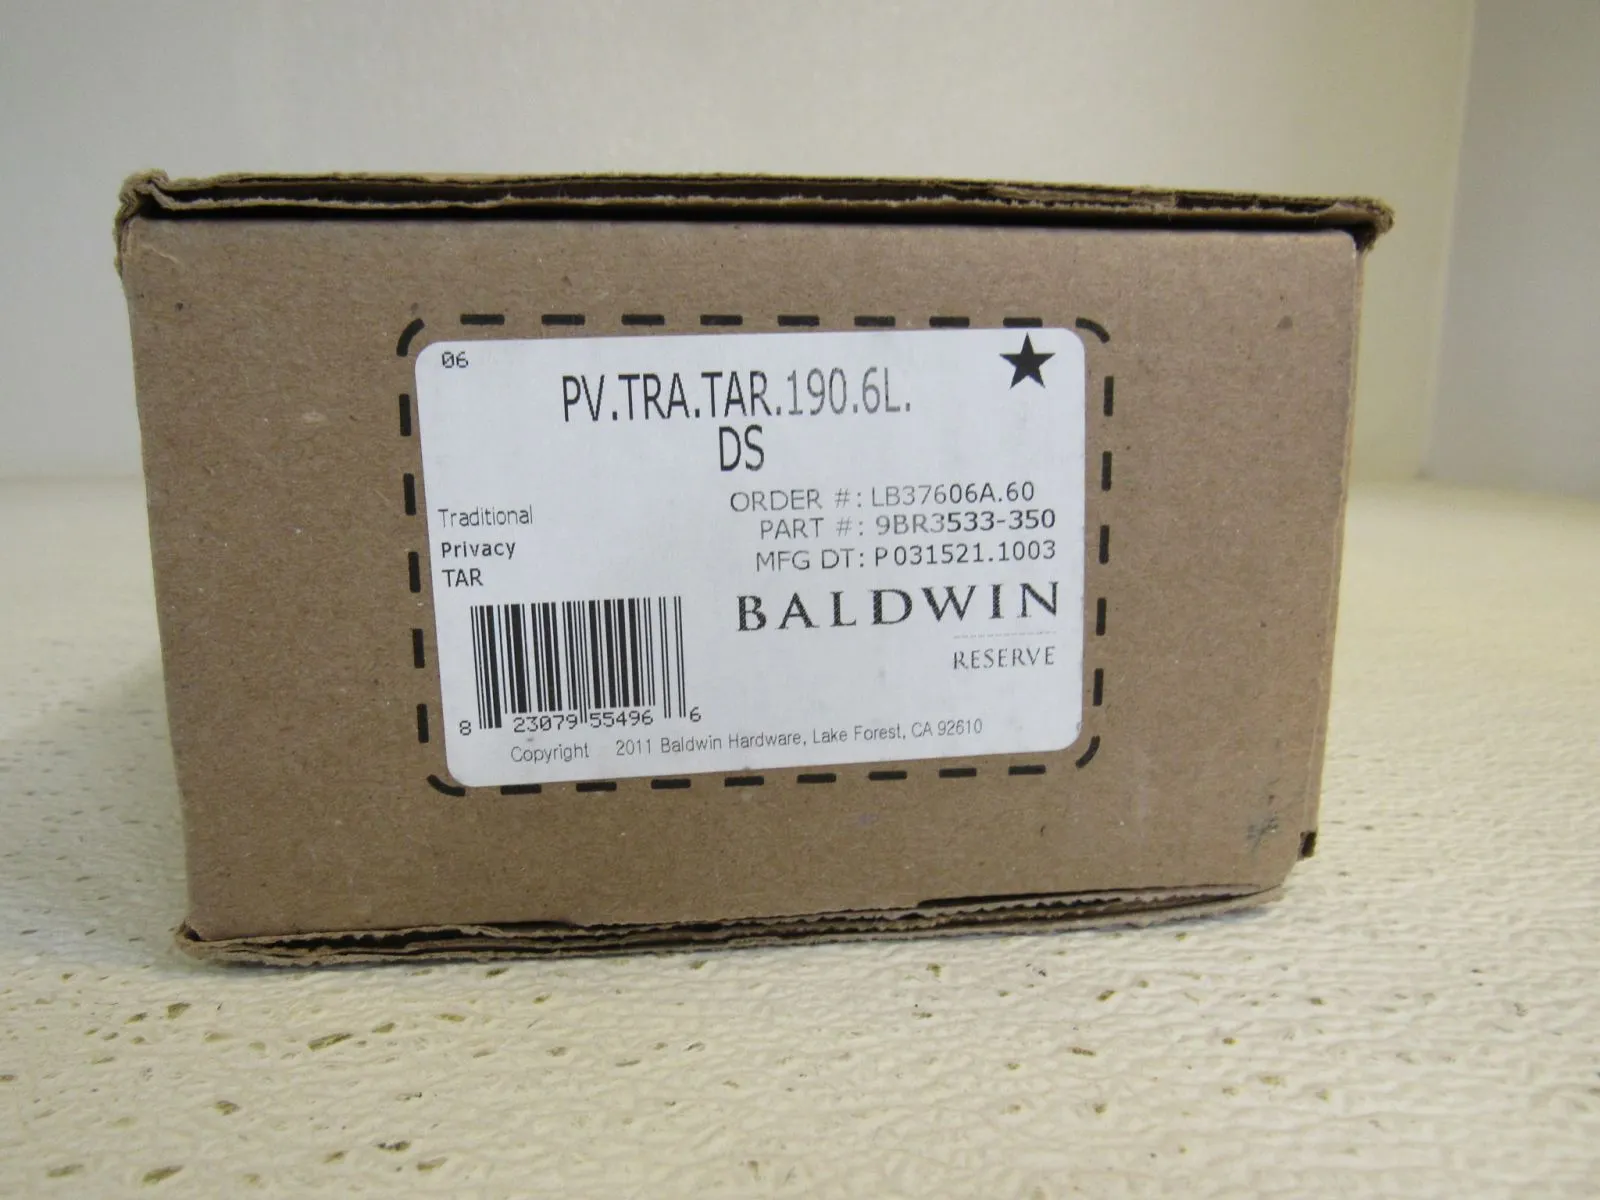 06
PV.TRA.TAR.190.6L.
DS
ORDER #: LB37606A.60
PART #: 9BR3533-350
MFG DT: P031521.1003
Traditional
Privacy
TAR
BALDWIN
RESERVE
8 23079 55496 6
Copyright 2011 Baldwin Hardware, Lake Forest, CA 92610